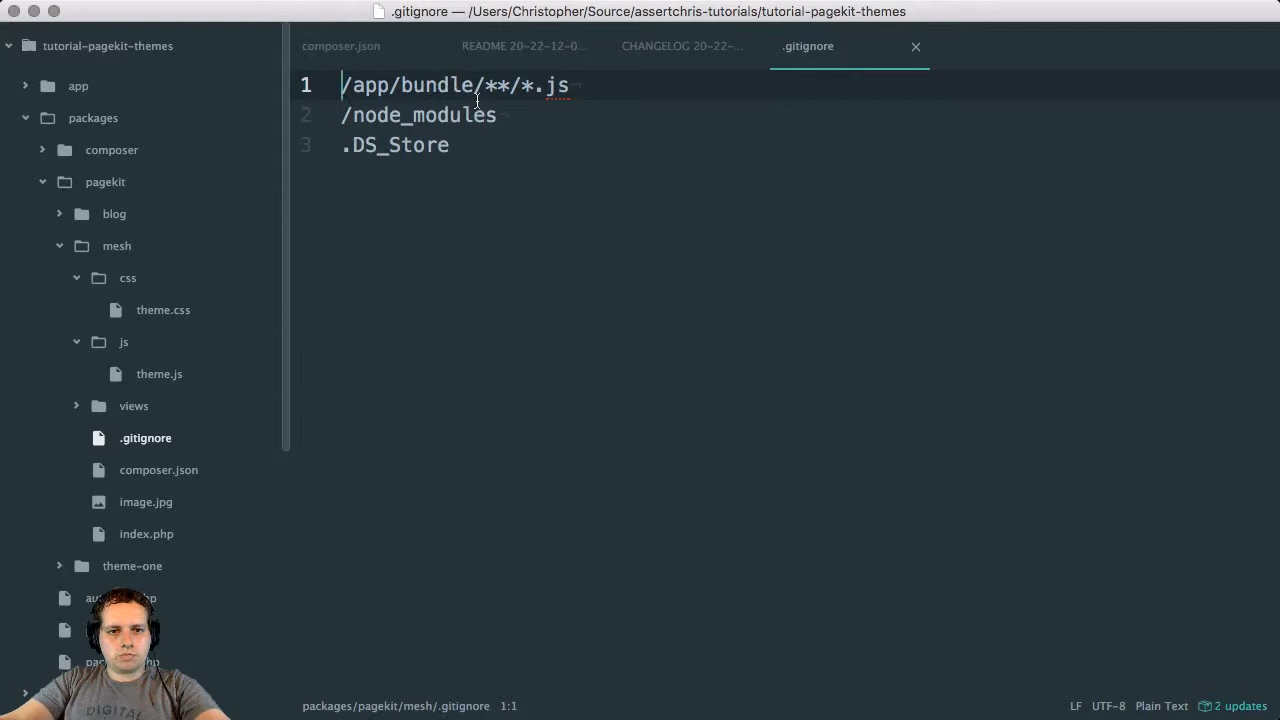 .gitignore — /Users/Christopher/Source/assertchris-tutorials/tutorial-pagekit-themes
tutorial-pagekit-themes
composer.json
README 20-22-12-0...
CHANGELOG 20-22-...
.gitignore
app
packages
composer
pagekit
blog
mesh
css
theme.css
js
theme.js
views
.gitignore
composer.json
image.jpg
index.php
theme-one
1 /app/bundle/**/*.js
2 /node_modules
3 .DS_Store
DIGITAL
packages/pagekit/mesh/.gitignore 1:1
LF UTF-8 Plain Text 2 updates